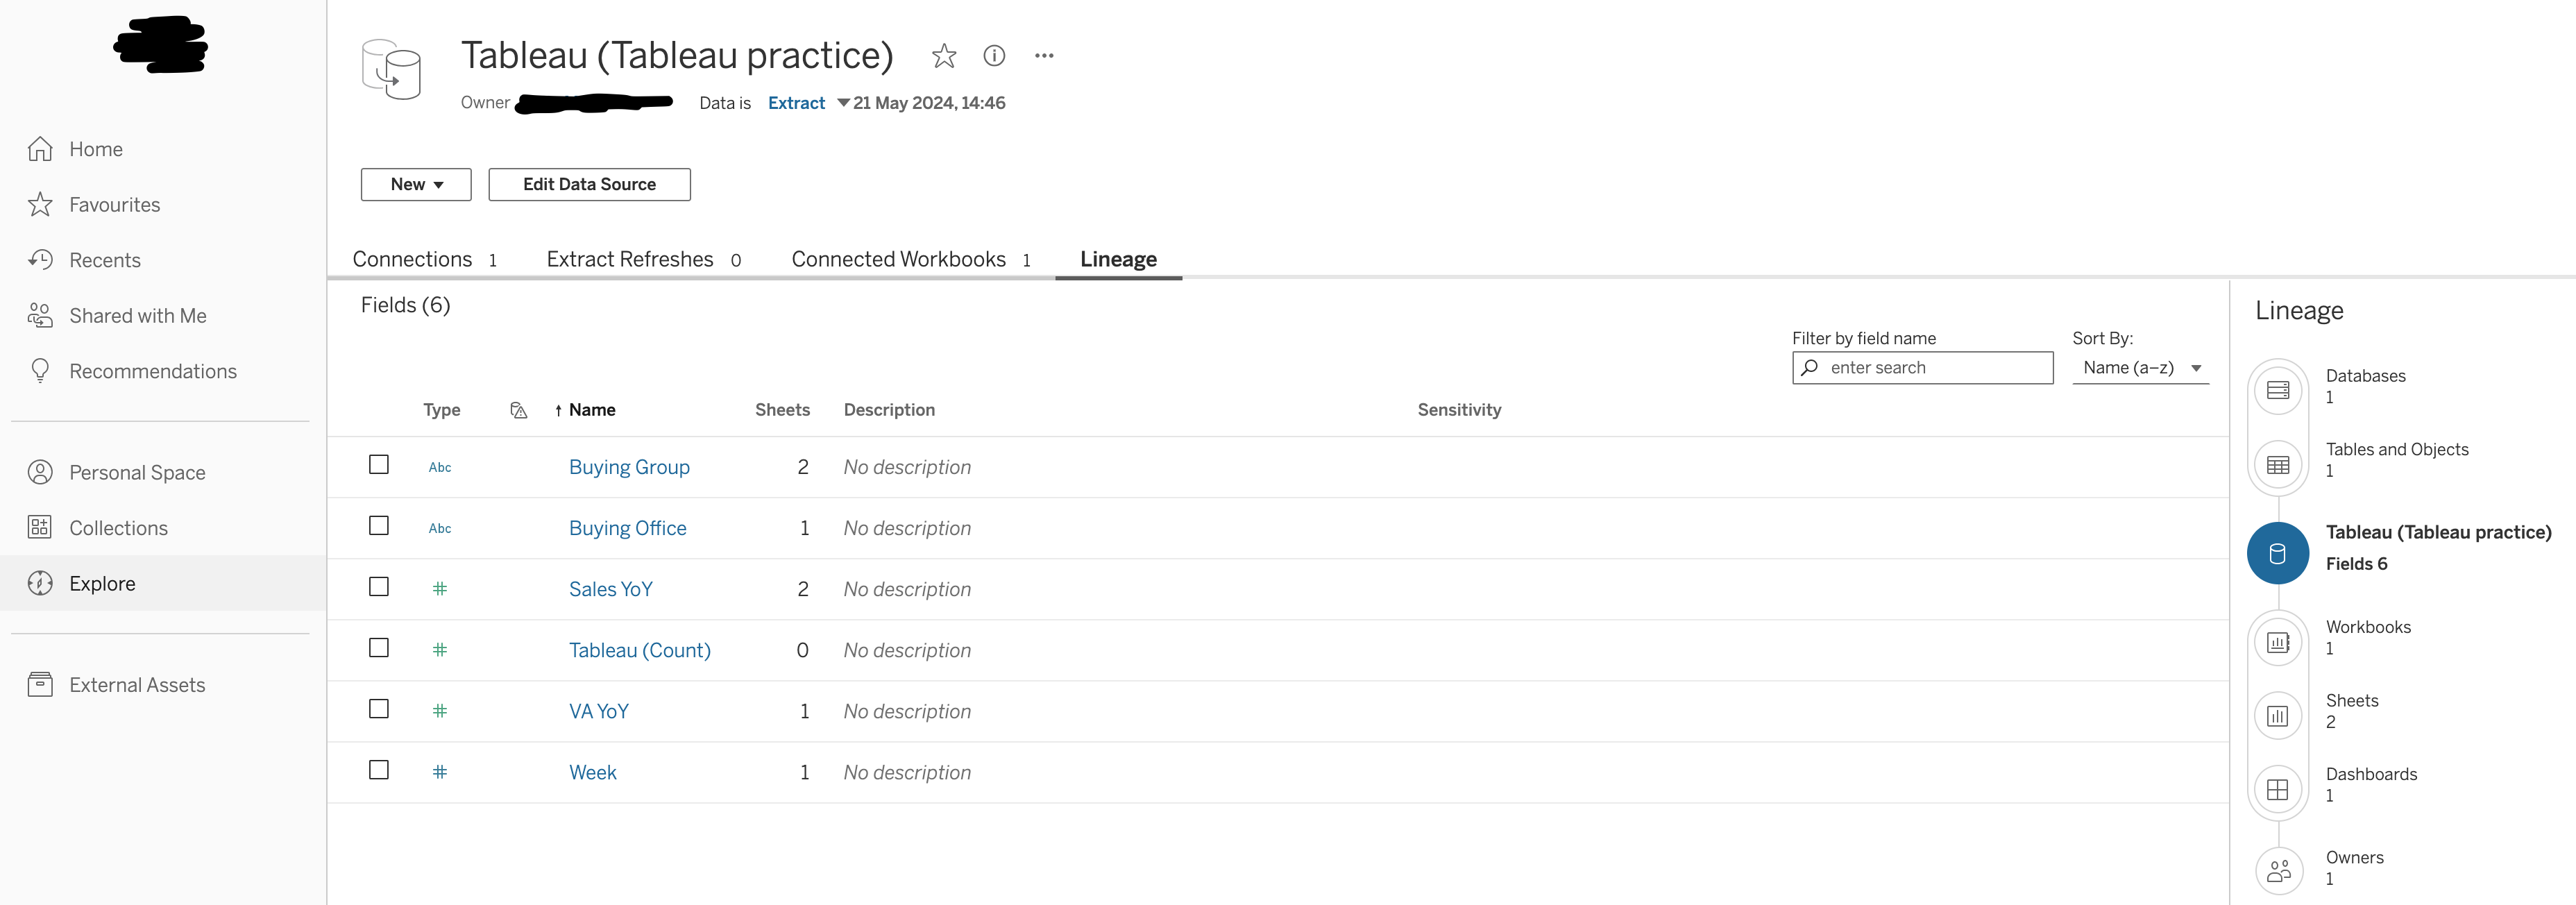 Tableau (Tableau practice)
Owner
Data is Extract 21 May 2024, 14:46
Home
Favourites
Recents
Shared with Me
Recommendations
Personal Space
Collections
Explore
External Assets
New
Edit Data Source
Connections 1
Extract Refreshes 0
Connected Workbooks 1
Lineage
Fields (6)
Filter by field name
enter search
Sort By:
Name (a–z)
Type ↑ Name Sheets Description Sensitivity
Abc Buying Group 2 No description
Abc Buying Office 1 No description
# Sales YoY 2 No description
# Tableau (Count) 0 No description
# VA YoY 1 No description
# Week 1 No description
Lineage
Databases
1
Tables and Objects
1
Tableau (Tableau practice)
Fields 6
Workbooks
1
Sheets
2
Dashboards
1
Owners
1